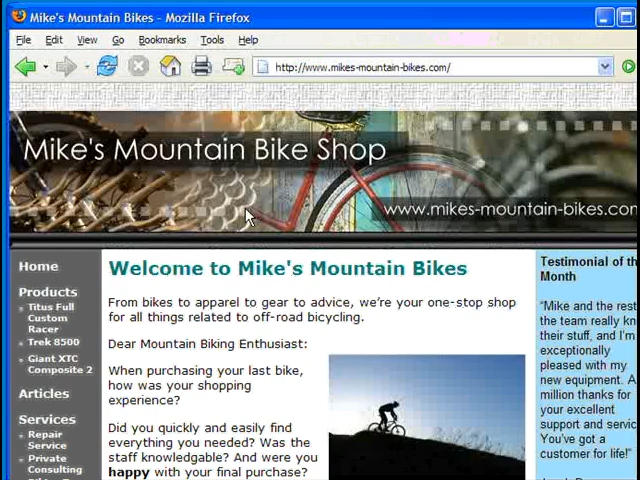 Mike's Mountain Bikes - Mozilla Firefox
File Edit View Go Bookmarks Tools Help
http://www.mikes-mountain-bikes.com/
Mike's Mountain Bike Shop
www.mikes-mountain-bikes.con
Home
Products
Titus Full
Custom
Racer
Trek 8500
Giant XTC
Composite 2
Articles
Services
Repair
Service
Private
Consulting
Welcome to Mike's Mountain Bikes
From bikes to apparel to gear to advice, we're your one-stop shop
for all things related to off-road bicycling.
Dear Mountain Biking Enthusiast:
When purchasing your last bike,
how was your shopping
experience?
Did you quickly and easily find
everything you needed? Was the
staff knowledgable? And were you
happy with your final purchase?
Testimonial of th
Month
"Mike and the rest
the team really kn
their stuff, and I'm
exceptionally
pleased with my
new equipment. A
million thanks for
your excellent
support and servic
You've got a
customer for life!"